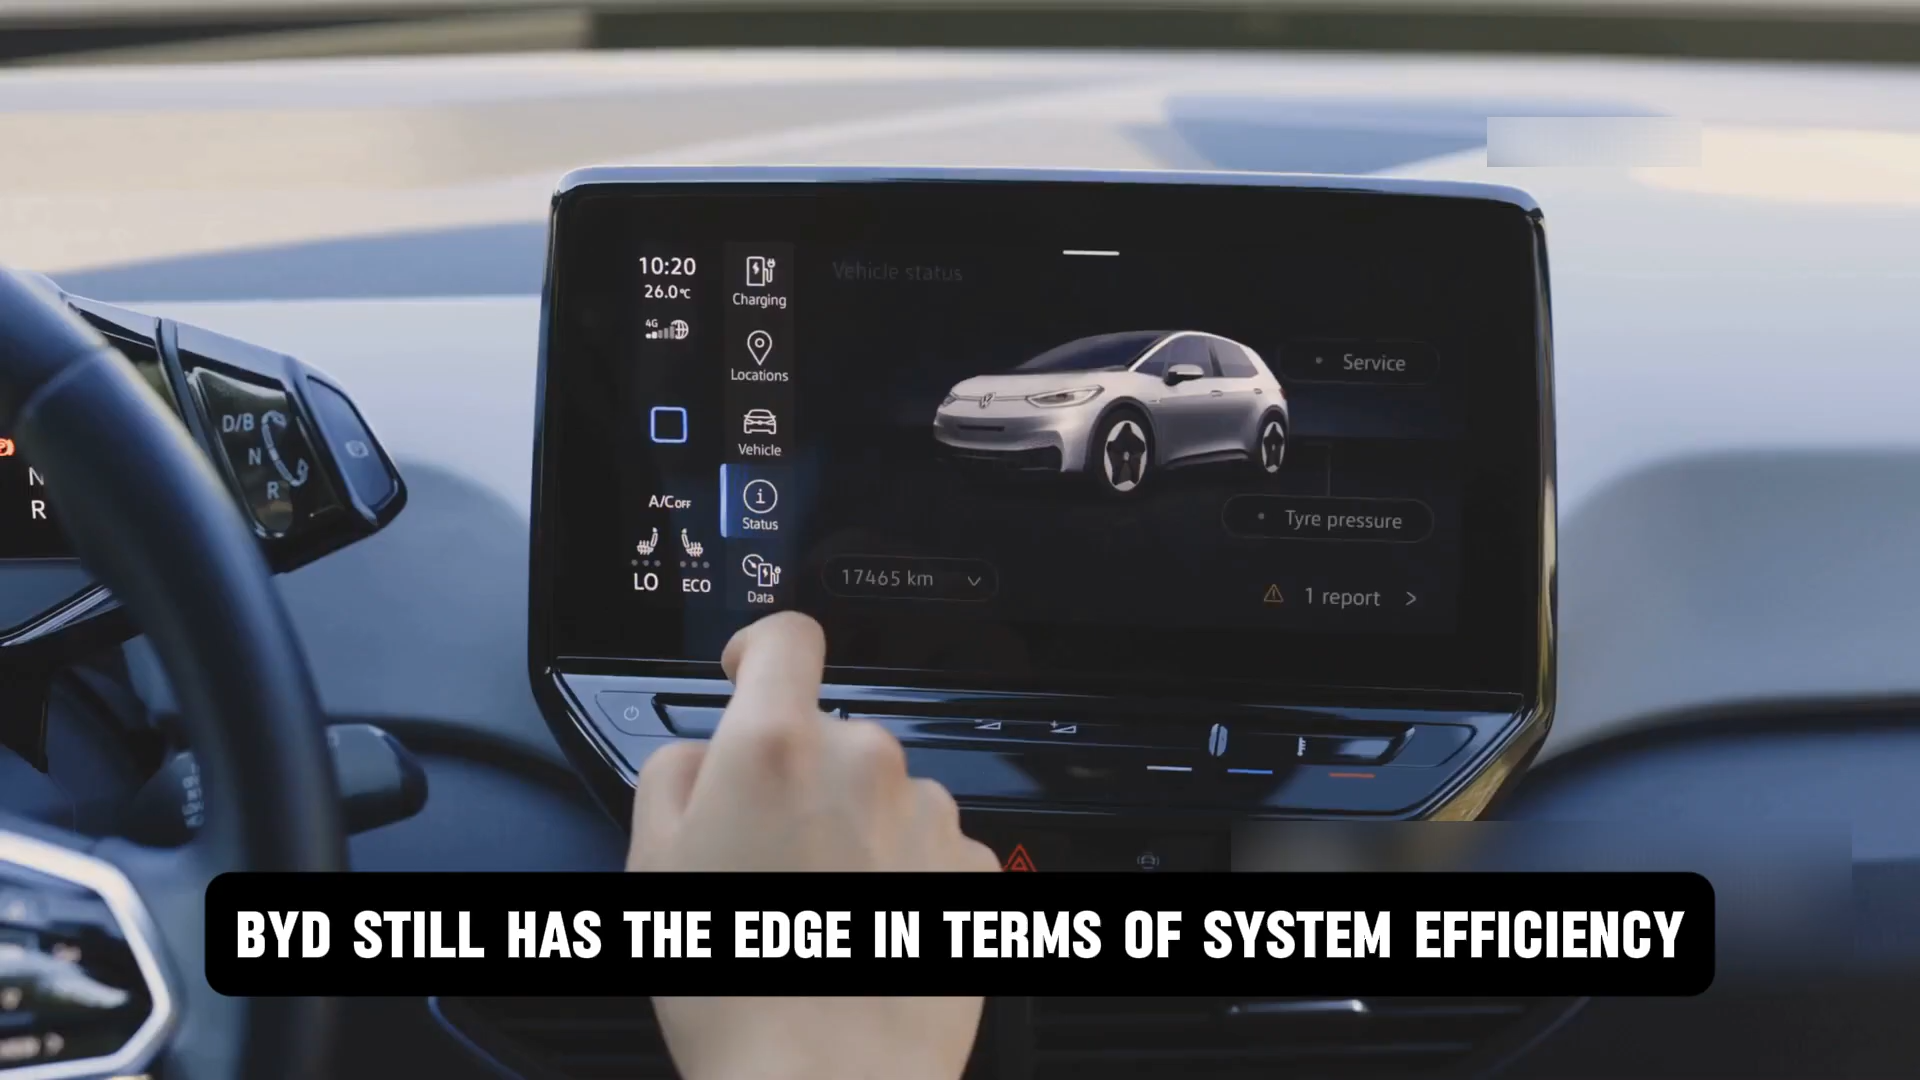 10:20
26.0°C
4G
Charging
Locations
Vehicle
Status
Data
A/C OFF
LO
ECO
Vehicle status
Service
Tyre pressure
17465 km
1 report
D/B
N
R
N
R
BYD STILL HAS THE EDGE IN TERMS OF SYSTEM EFFICIENCY